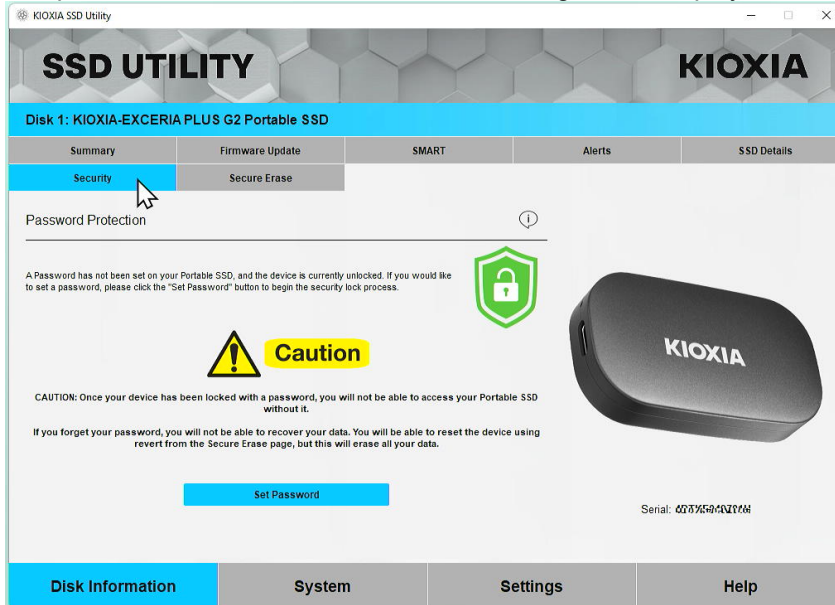 KIOXIA SSD Utility
SSD UTILITY
KIOXIA
Disk 1: KIOXIA-EXCERIA PLUS G2 Portable SSD
Summary
Firmware Update
SMART
Alerts
SSD Details
Security
Secure Erase
Password Protection
A Password has not been set on your Portable SSD, and the device is currently unlocked. If you would like
to set a password, please click the "Set Password" button to begin the security lock process.
Caution
KIOXIA
CAUTION: Once your device has been locked with a password, you will not be able to access your Portable SSD
without it.
If you forget your password, you will not be able to recover your data. You will be able to reset the device using
revert from the Secure Erase page, but this will erase all your data.
Set Password
Serial:
Disk Information
System
Settings
Help